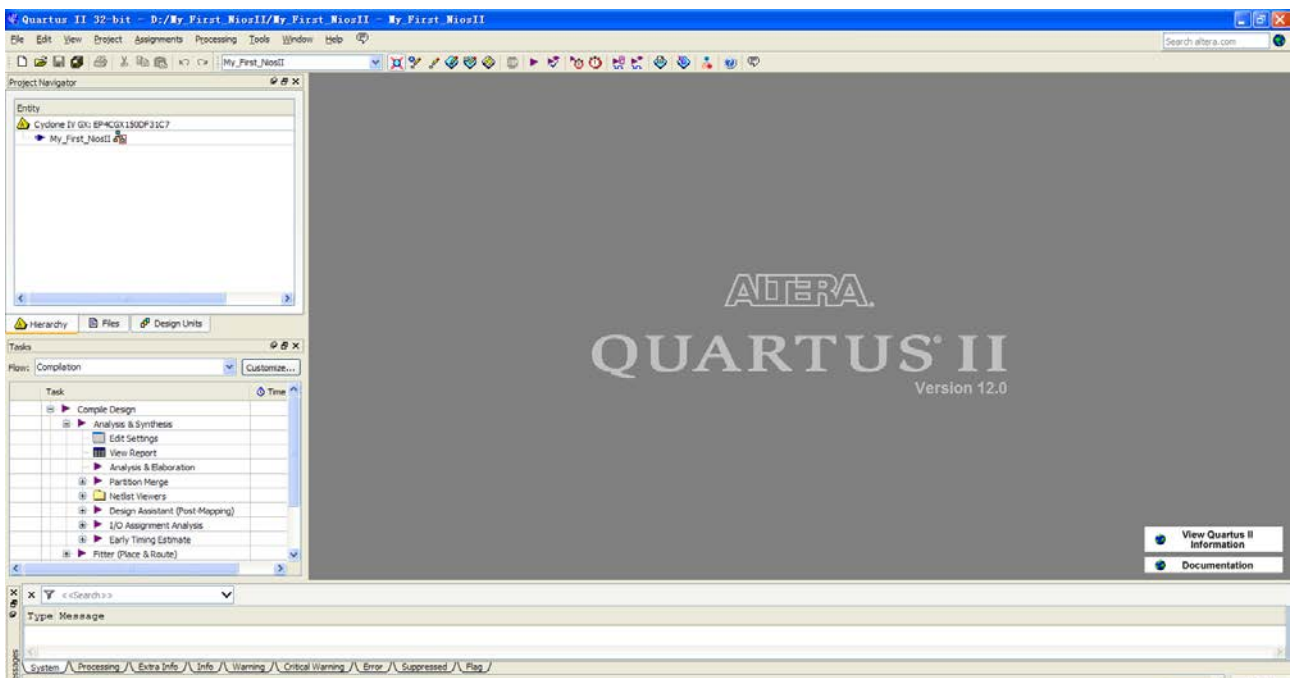 Quartus II 32-bit - D:/My_First_NiosII/My_First_NiosII - My_First_NiosII
File Edit View Project Assignments Processing Tools Window Help
Search altera.com
My_First_NiosII
Project Navigator
Entity
Cyclone IV GX: EP4CGX150DF31C7
My_First_NiosII
Hierarchy Files Design Units
Tasks
Flow: Compilation Customize...
Task Time
Compile Design
Analysis & Synthesis
Edit Settings
View Report
Analysis & Elaboration
Partition Merge
Netlist Viewers
Design Assistant (Post-Mapping)
I/O Assignment Analysis
Early Timing Estimate
Fitter (Place & Route)
ALTERA.
QUARTUS® II
Version 12.0
View Quartus II
Information
Documentation
<<Search>>
Type Message
System Processing Extra Info Info Warning Critical Warning Error Suppressed Flag